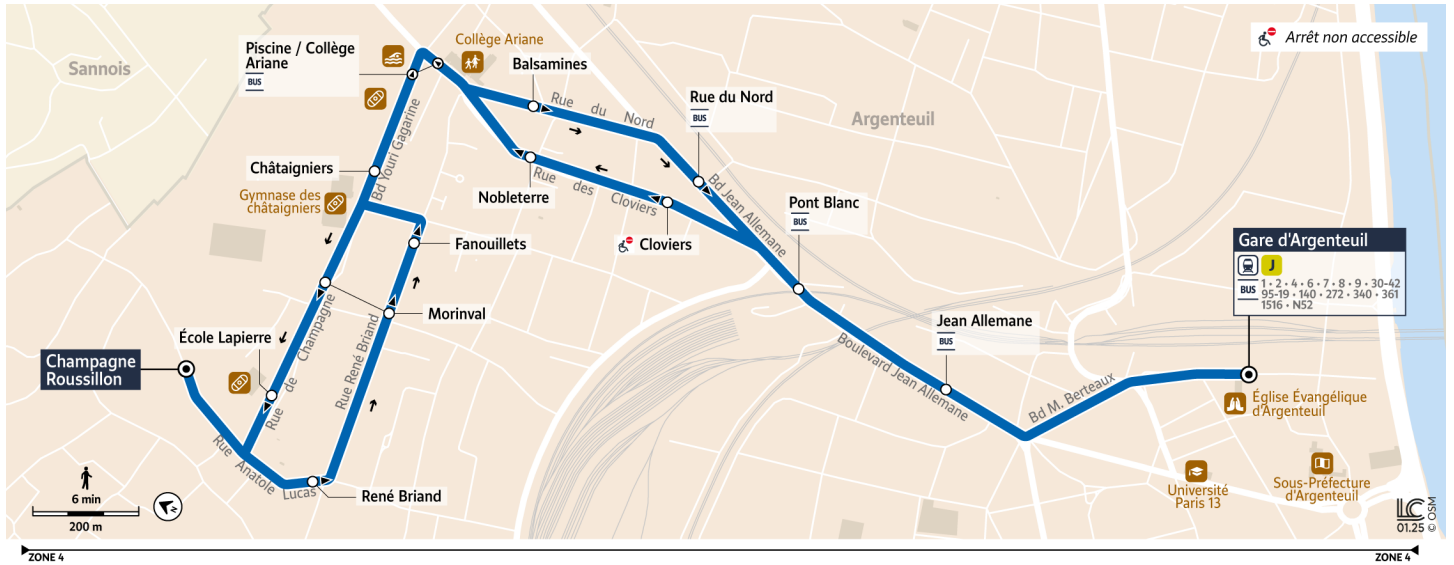 Sannois
Piscine / Collège
Ariane
BUS
Collège Ariane
Balsamines
Rue du Nord
Rue du Nord
BUS
Argenteuil
Arrêt non accessible
Bd Youri Gagarine
Châtaigniers
Gymnase des
châtaigniers
Nobleterre
Rue des Cloviers
Cloviers
Bd Jean Allemane
Pont Blanc
BUS
Fanouillets
Morinval
École Lapierre
Rue de Champagne
Rue René Briand
Champagne
Roussillon
Rue Anatole Lucas
René Briand
Jean Allemane
BUS
Boulevard Jean Allemane
Bd M. Berteaux
Gare d'Argenteuil
J
BUS 1 • 2 • 4 • 6 • 7 • 8 • 9 • 30-42
95-19 • 140 • 272 • 340 • 361
1516 • N52
Église Évangélique
d'Argenteuil
Université
Paris 13
Sous-Préfecture
d'Argenteuil
6 min
200 m
N
LC
01.25
© OSM
ZONE 4
ZONE 4